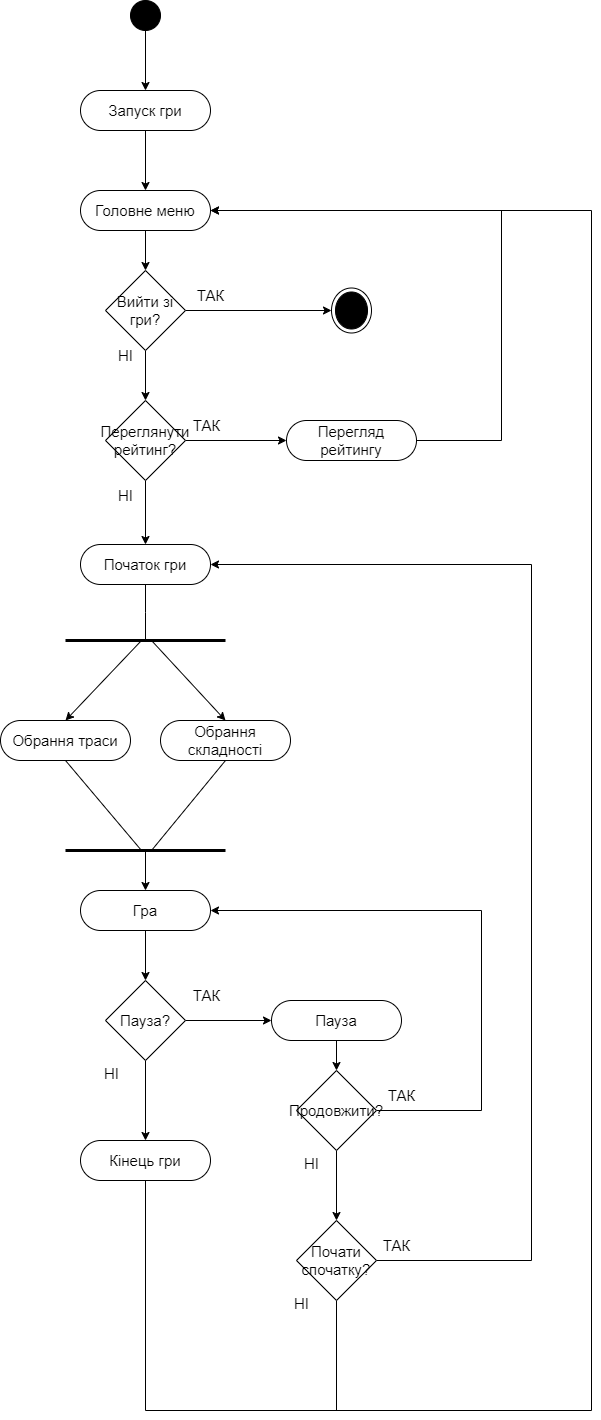 Запуск гри
Головне меню
Вийти зі
гри?
ТАК
НІ
Переглянути
рейтинг?
ТАК
Перегляд
рейтингу
НІ
Початок гри
Обрання траси
Обрання
складності
Гра
Пауза?
ТАК
Пауза
НІ
Продовжити?
ТАК
Кінець гри
НІ
Почати
спочатку?
ТАК
НІ